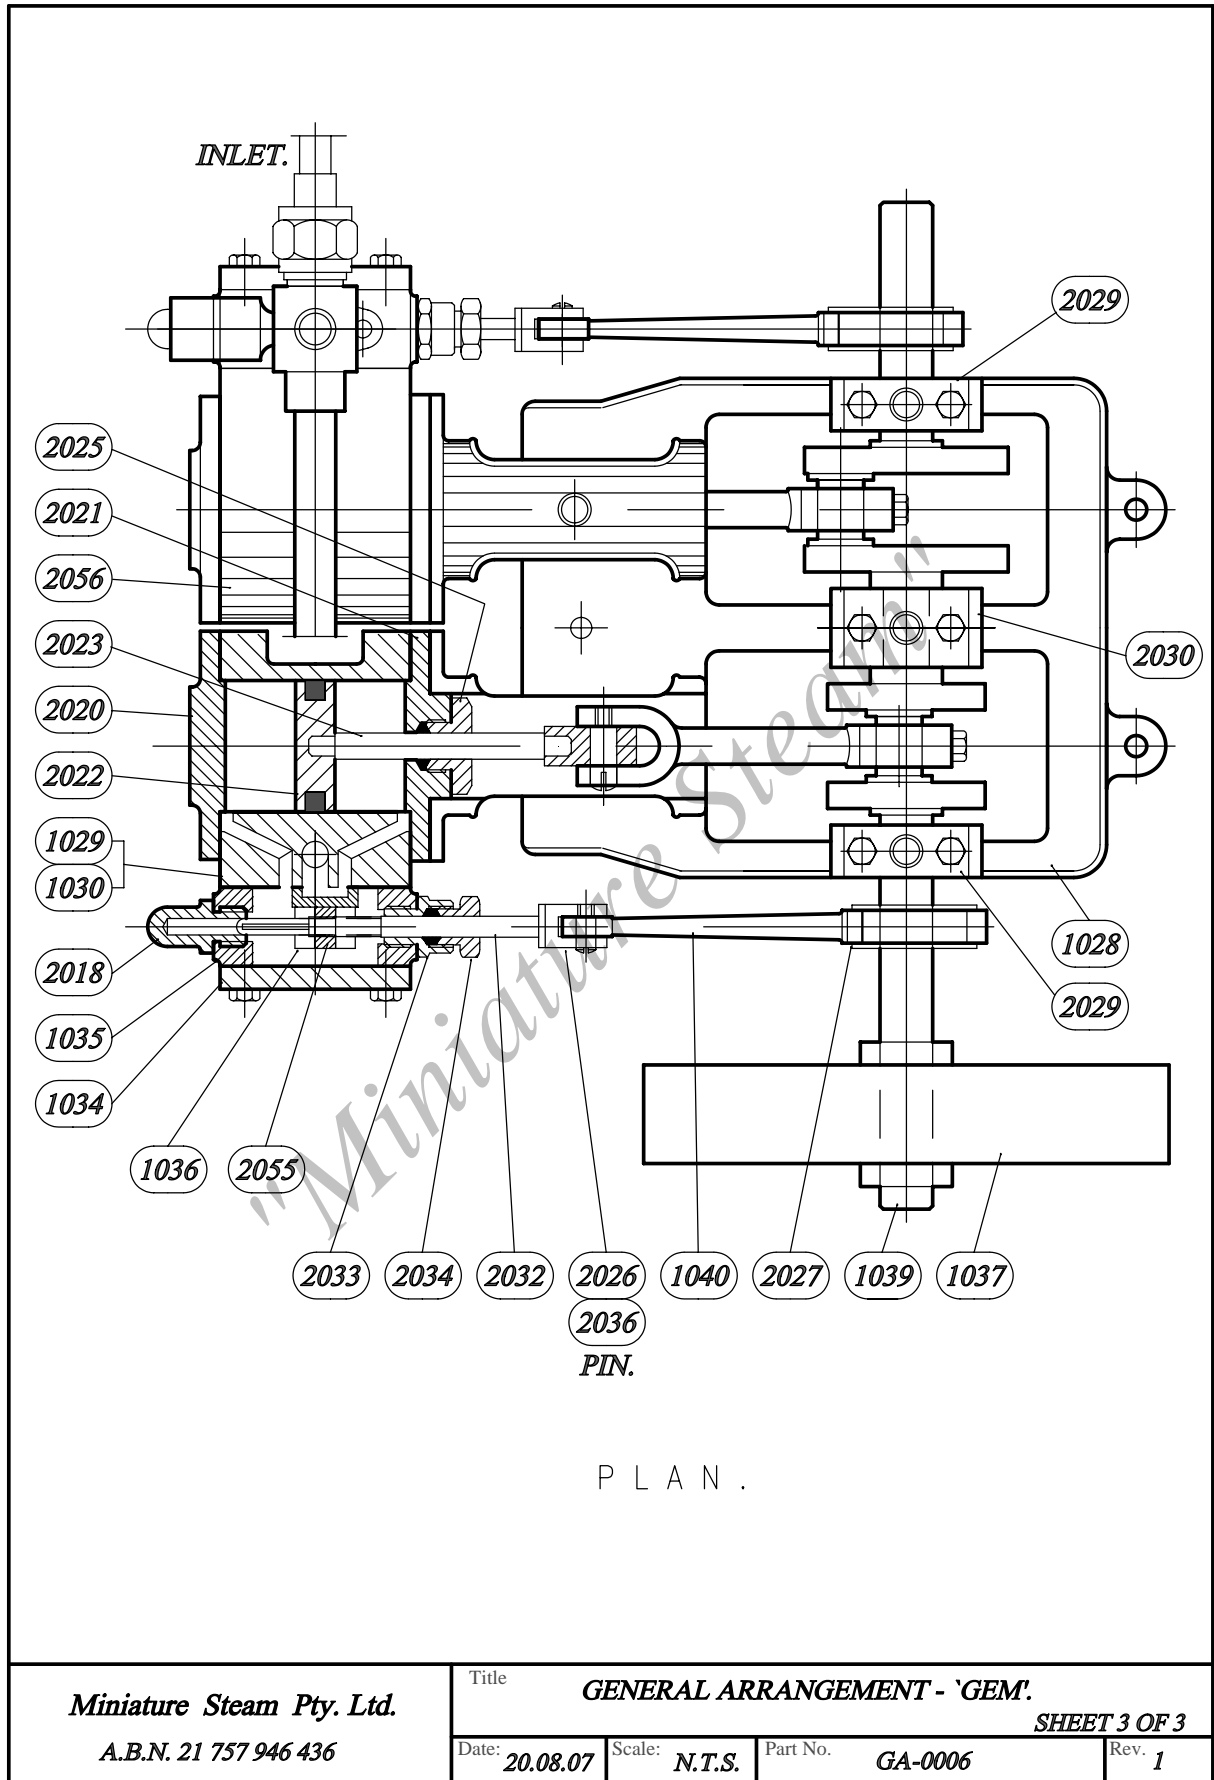 INLET.
2029
2025
2021
2056
2023
2030
2020
2022
1029
1030
2018
1028
2029
1035
1034
1036
2055
"Miniature Steam"
2033
2034
2032
2026
1040
2027
1039
1037
2036
PIN.
PLAN.
Miniature Steam Pty. Ltd.
A.B.N. 21 757 946 436
Title
GENERAL ARRANGEMENT - `GEM'.
SHEET 3 OF 3
Date: 20.08.07
Scale: N.T.S.
Part No. GA-0006
Rev. 1